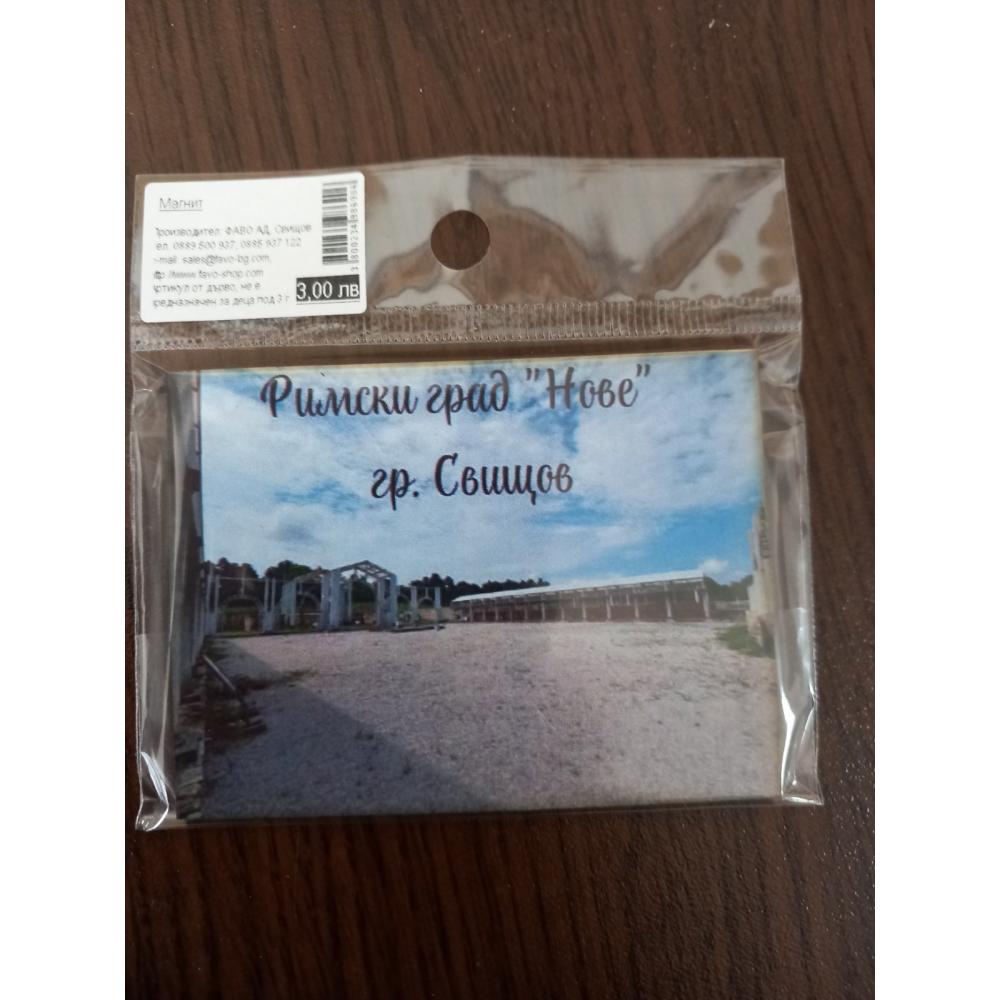 Магнит
Производител: ФАВО АД, Свищов
тел. 0889 500 937, 0885 937 122
e-mail: sales@favo-bg.com,
http://www.favo-shop.com
Артикул от дърво, не е
предназначен за деца под 3 г.
3,00 лв
Римски град "Нове"
гр. Свищов